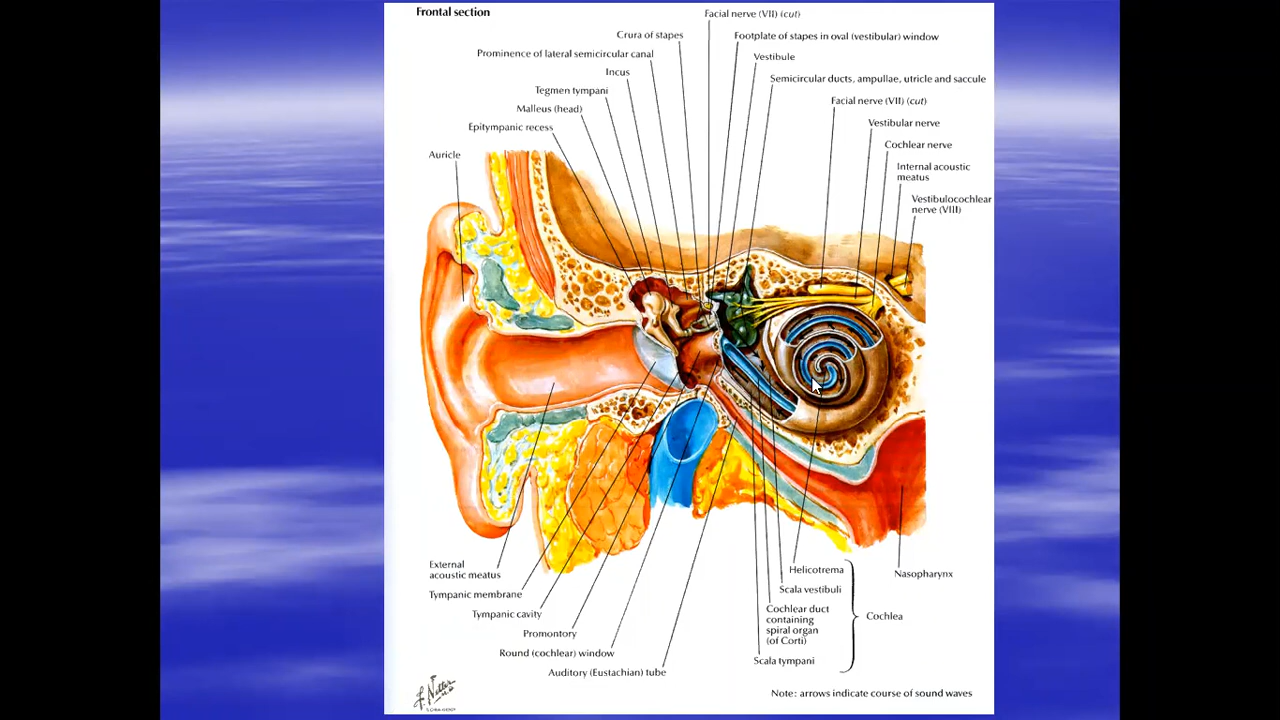 Frontal section
Facial nerve (VII) (cut)
Crura of stapes
Footplate of stapes in oval (vestibular) window
Prominence of lateral semicircular canal
Vestibule
Incus
Semicircular ducts, ampullae, utricle and saccule
Tegmen tympani
Facial nerve (VII) (cut)
Malleus (head)
Epitympanic recess
Vestibular nerve
Cochlear nerve
Auricle
Internal acoustic
meatus
Vestibulocochlear
nerve (VIII)
External
acoustic meatus
Tympanic membrane
Tympanic cavity
Promontory
Round (cochlear) window
Auditory (Eustachian) tube
Helicotrema
Scala vestibuli
Cochlear duct
containing
spiral organ
(of Corti)
Scala tympani
Cochlea
Nasopharynx
Note: arrows indicate course of sound waves
F. Netter